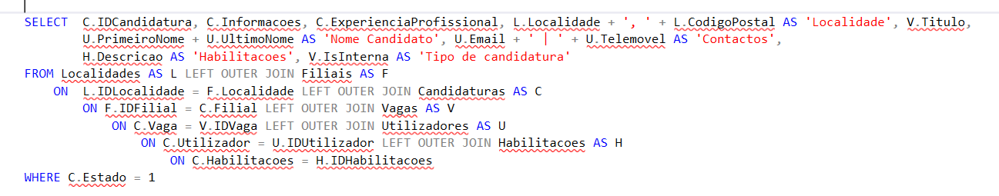 SELECT C.IDCandidatura, C.Informacoes, C.ExperienciaProfissional, L.Localidade + ', ' + L.CodigoPostal AS 'Localidade', V.Titulo,
U.PrimeiroNome + U.UltimoNome AS 'Nome Candidato', U.Email + ' | ' + U.Telemovel AS 'Contactos',
H.Descricao AS 'Habilitacoes', V.IsInterna AS 'Tipo de candidatura'
FROM Localidades AS L LEFT OUTER JOIN Filiais AS F
ON L.IDLocalidade = F.Localidade LEFT OUTER JOIN Candidaturas AS C
ON F.IDFilial = C.Filial LEFT OUTER JOIN Vagas AS V
ON C.Vaga = V.IDVaga LEFT OUTER JOIN Utilizadores AS U
ON C.Utilizador = U.IDUtilizador LEFT OUTER JOIN Habilitacoes AS H
ON C.Habilitacoes = H.IDHabilitacoes
WHERE C.Estado = 1